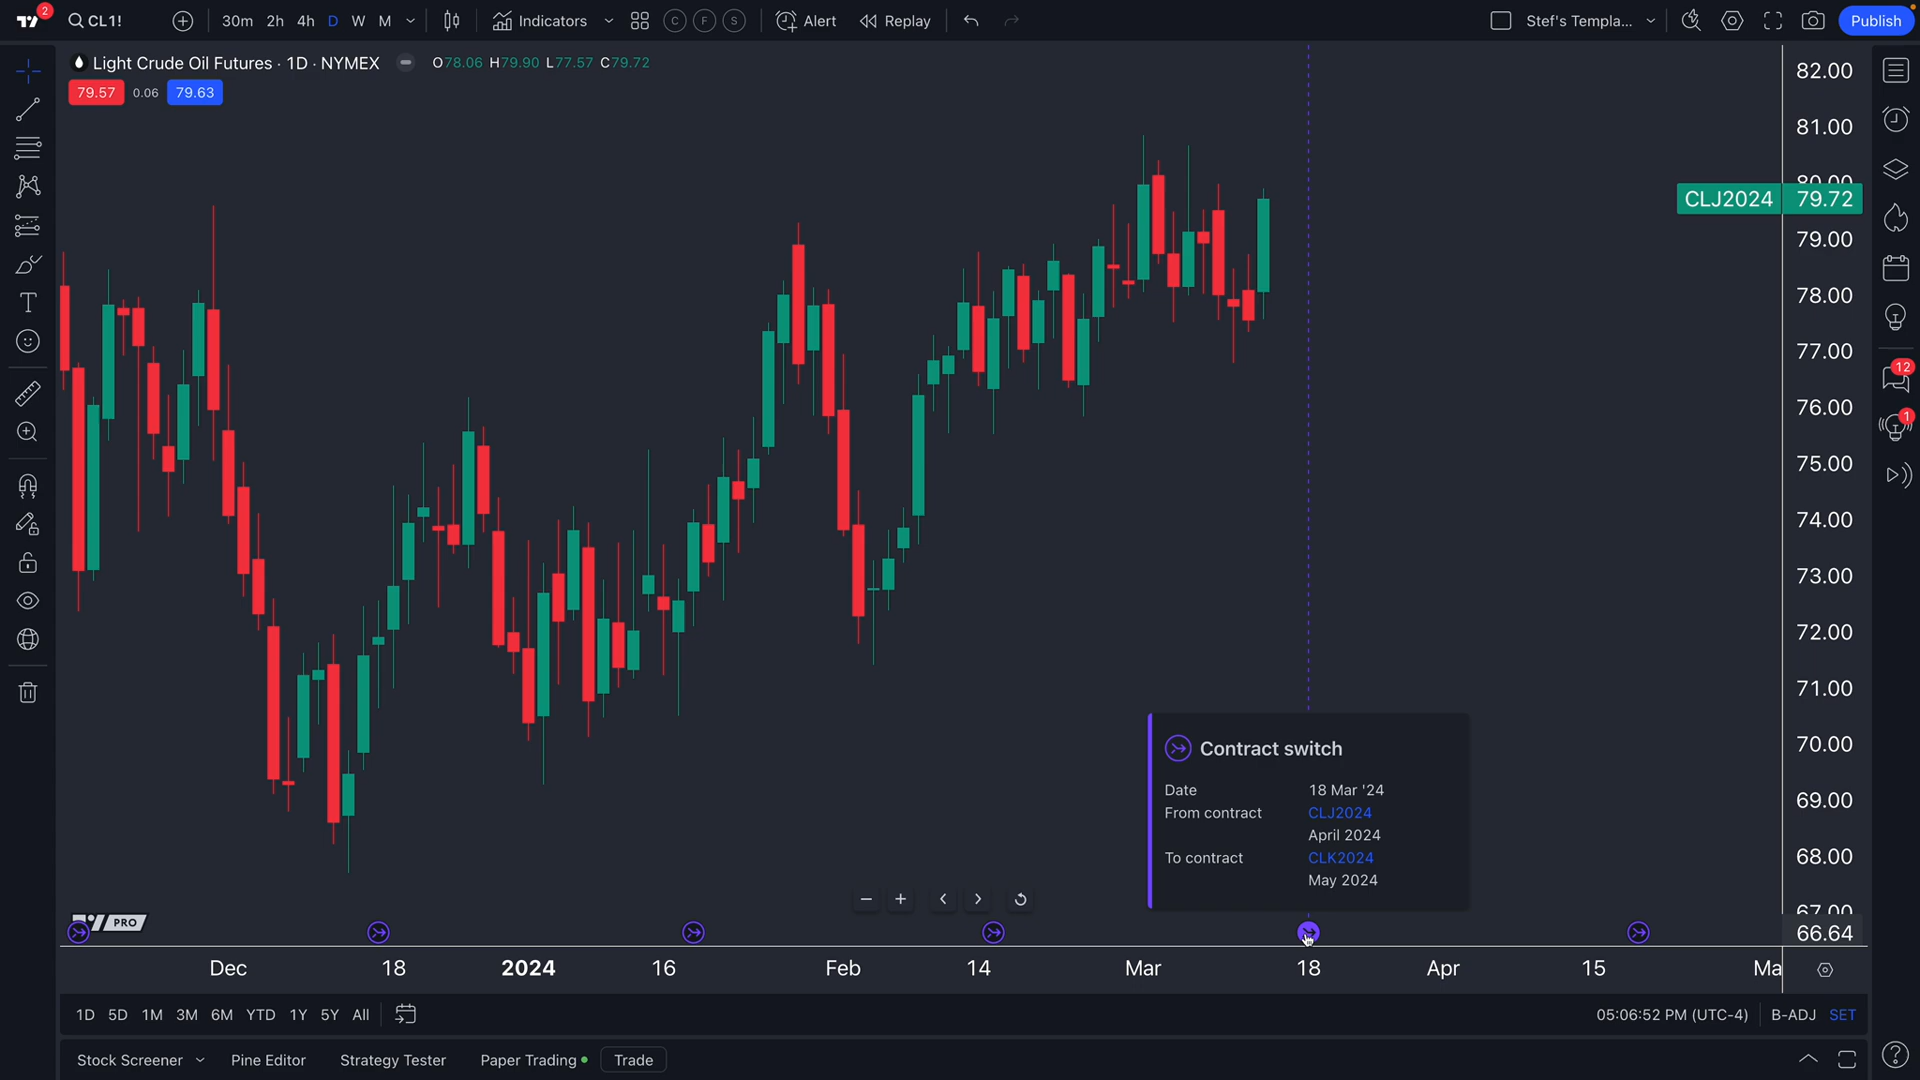 2
CL1!
30m 2h 4h D W M
Indicators
C F S
Alert
Replay
Stef's Templa...
Publish
Light Crude Oil Futures · 1D · NYMEX
O78.06 H79.90 L77.57 C79.72
79.57 0.06 79.63
82.00
81.00
80.00
CLJ2024 79.72
79.00
78.00
77.00
76.00
75.00
74.00
73.00
72.00
71.00
70.00
69.00
68.00
67.00
66.64
12
1
Contract switch
Date 18 Mar '24
From contract CLJ2024
April 2024
To contract CLK2024
May 2024
PRO
Dec 18 2024 16 Feb 14 Mar 18 Apr 15 Ma
1D 5D 1M 3M 6M YTD 1Y 5Y All
05:06:52 PM (UTC-4) B-ADJ SET
Stock Screener Pine Editor Strategy Tester Paper Trading Trade